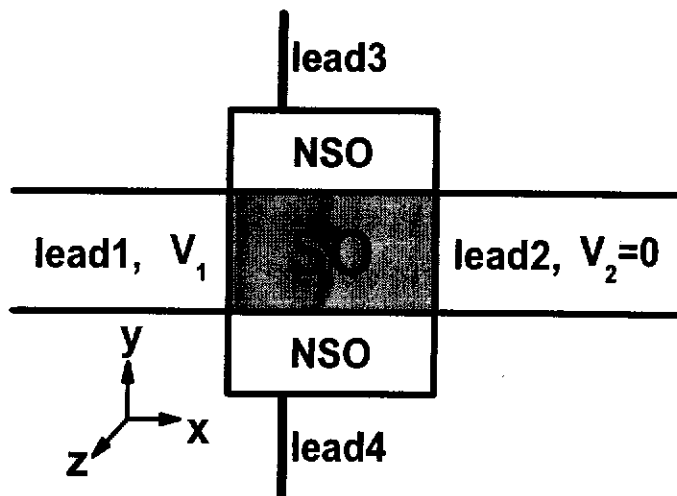 lead3
NSO
lead1, V₁
SO
lead2, V₂=0
NSO
y
x
z
lead4